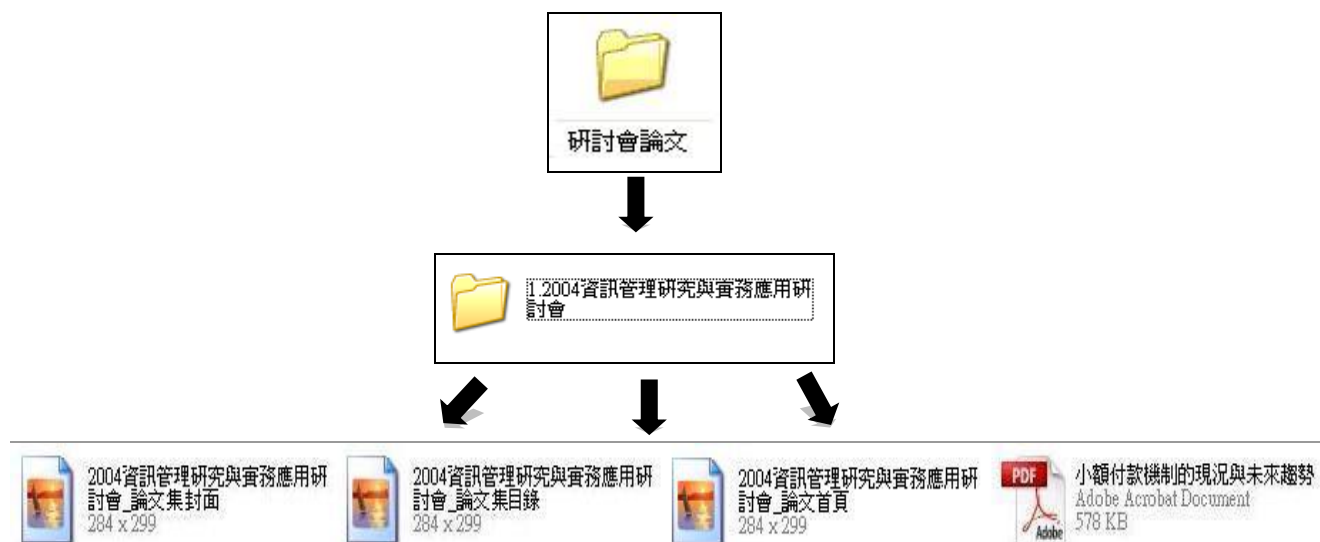 研討會論文
1.2004資訊管理研究與實務應用研
討會
2004資訊管理研究與實務應用研
討會_論文集封面
284 x 299
2004資訊管理研究與實務應用研
討會_論文集目錄
284 x 299
2004資訊管理研究與實務應用研
討會_論文首頁
284 x 299
PDF
Adobe
小額付款機制的現況與未來趨勢
Adobe Acrobat Document
578 KB